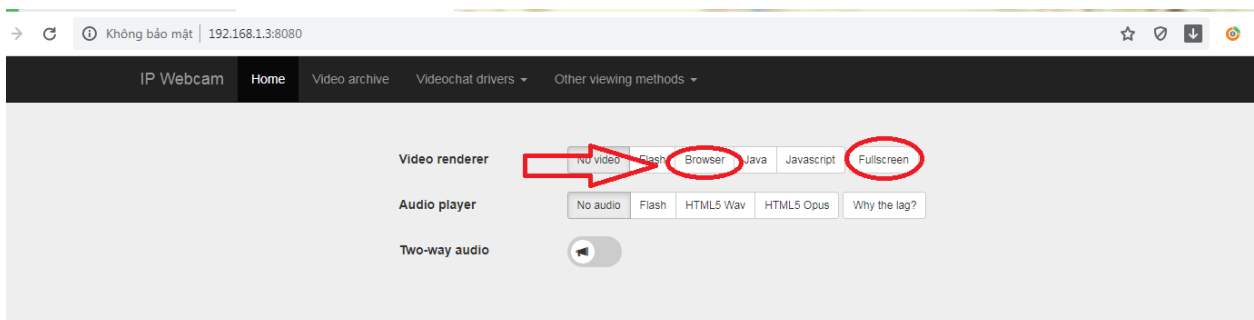 Không bảo mật 192.168.1.3:8080
IP Webcam Home Video archive Videochat drivers Other viewing methods
Video renderer No video Flash Browser Java Javascript Fullscreen
Audio player No audio Flash HTML5 Wav HTML5 Opus Why the lag?
Two-way audio